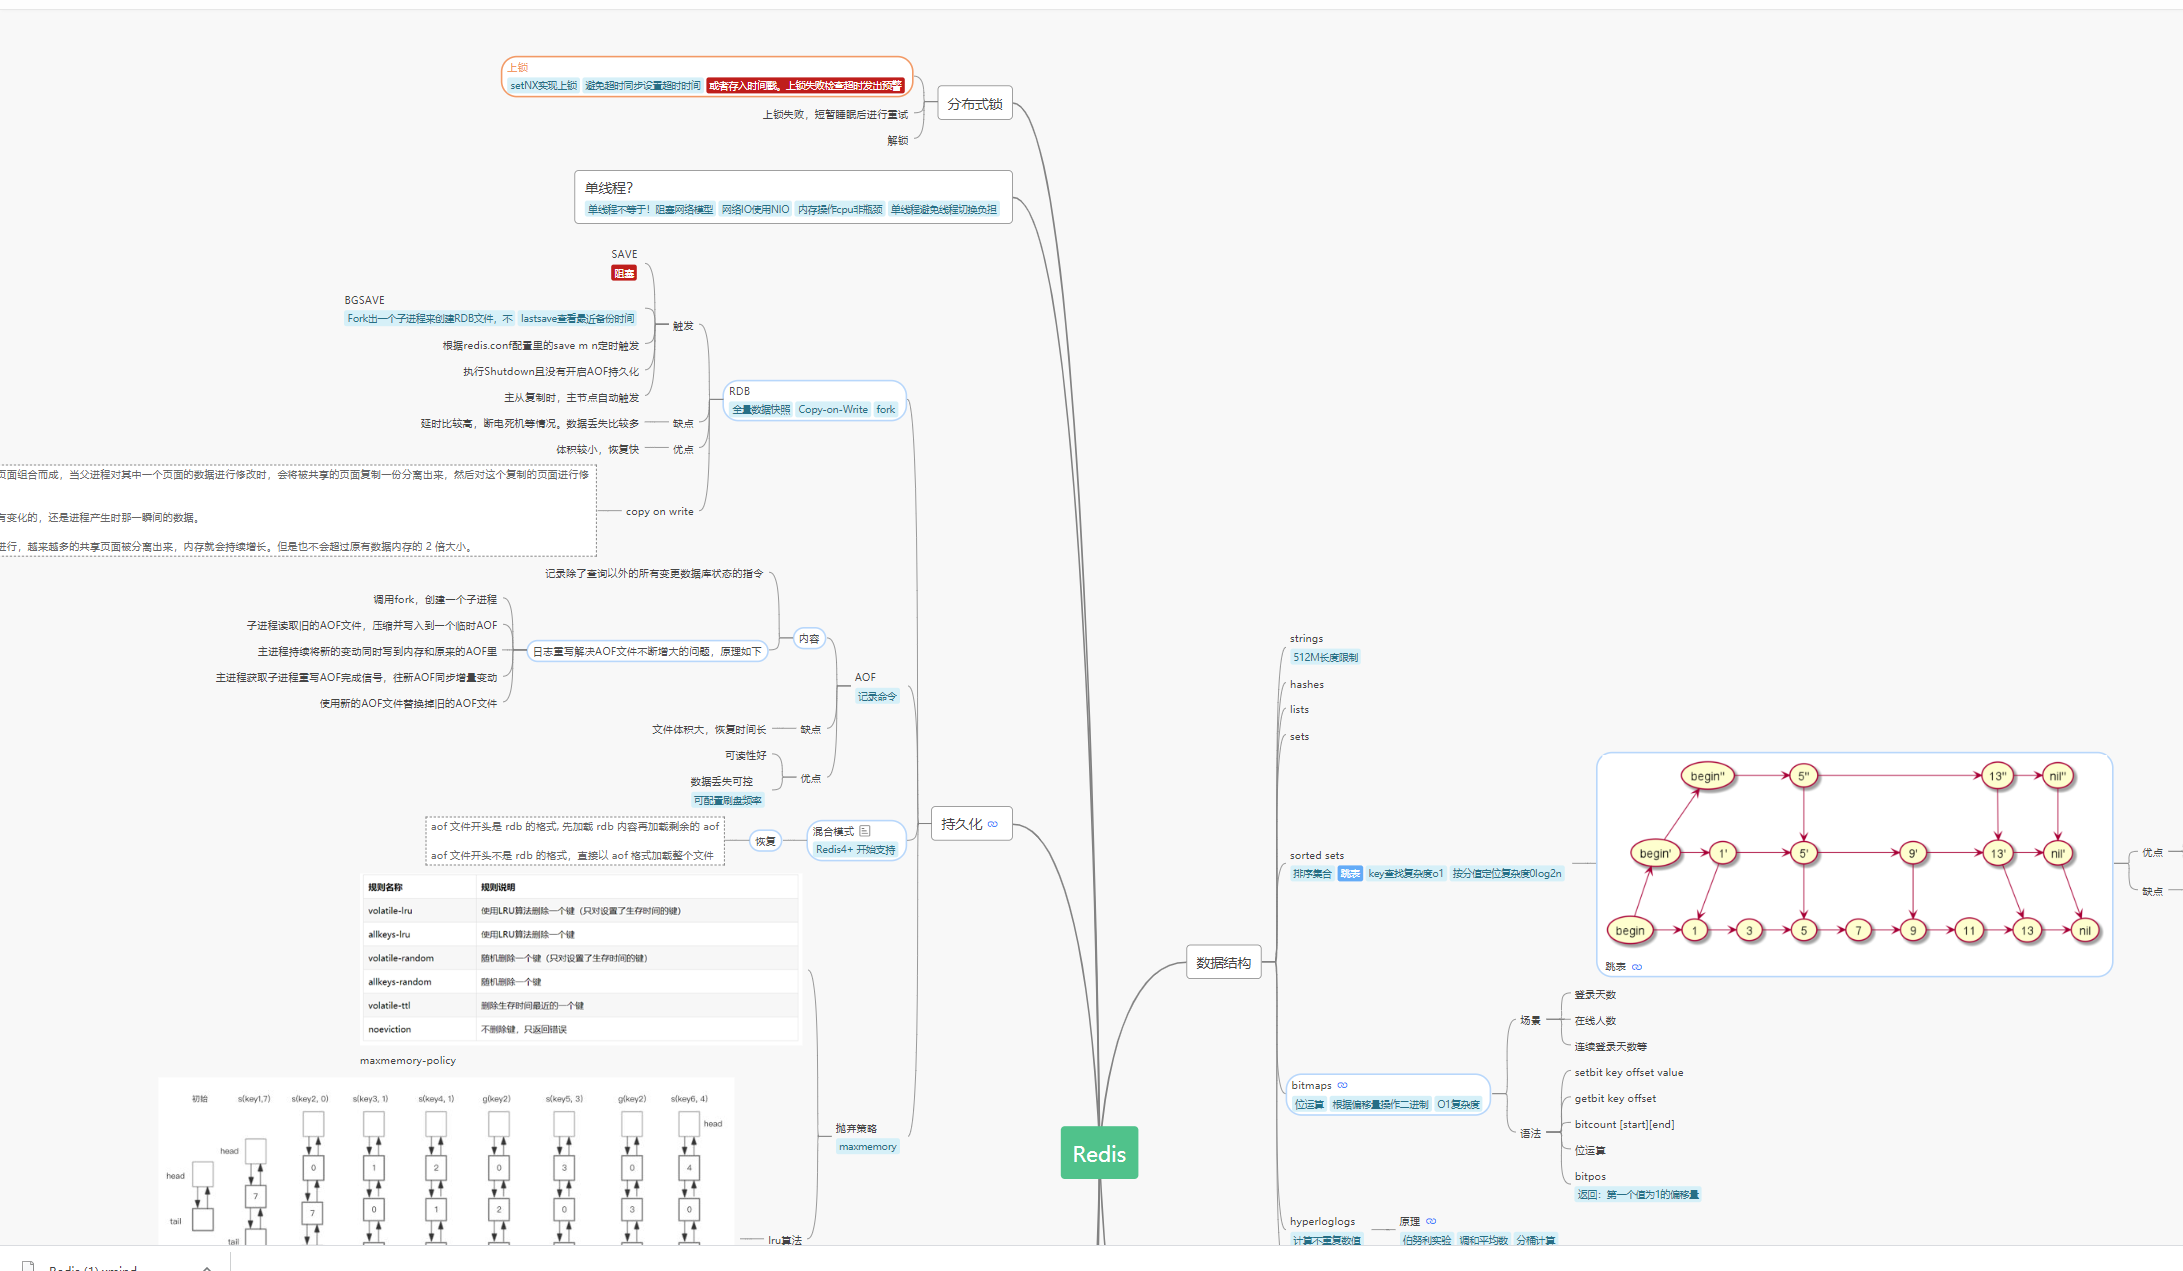 上锁
setNX实现上锁 避免超时同步设置超时时间 或者存入时间戳。上锁失败检查超时发出预警
上锁失败，短暂睡眠后进行重试
解锁
分布式锁
单线程?
单线程不等于！阻塞网络模型 网络IO使用NIO 内存操作cpu非瓶颈 单线程避免线程切换负担
SAVE
阻塞
BGSAVE
Fork出一个子进程来创建RDB文件，不 lastsave查看最近备份时间
根据redis.conf配置里的save m n定时触发
执行Shutdown且没有开启AOF持久化
主从复制时，主节点自动触发
触发
延时比较高，断电死机等情况。数据丢失比较多
缺点
体积较小，恢复快
优点
RDB
全量数据快照 Copy-on-Write fork
页面组合而成，当父进程对其中一个页面的数据进行修改时，会将被共享的页面复制一份分离出来，然后对这个复制的页面进行修
有变化的，还是进程产生时那一瞬间的数据。
进行，越来越多的共享页面被分离出来，内存就会持续增长。但是也不会超过原有数据内存的 2 倍大小。
copy on write
记录除了查询以外的所有变更数据库状态的指令
调用fork，创建一个子进程
子进程读取旧的AOF文件，压缩并写入到一个临时AOF
主进程持续将新的变动同时写到内存和原来的AOF里
主进程获取子进程重写AOF完成信号，往新AOF同步增量变动
使用新的AOF文件替换掉旧的AOF文件
日志重写解决AOF文件不断增大的问题，原理如下
内容
AOF
记录命令
文件体积大，恢复时间长
缺点
可读性好
数据丢失可控
可配置刷盘频率
优点
aof 文件开头是 rdb 的格式, 先加载 rdb 内容再加载剩余的 aof
aof 文件开头不是 rdb 的格式，直接以 aof 格式加载整个文件
恢复
混合模式
Redis4+ 开始支持
持久化
规则名称 规则说明
volatile-lru 使用LRU算法删除一个键（只对设置了生存时间的键）
allkeys-lru 使用LRU算法删除一个键
volatile-random 随机删除一个键（只对设置了生存时间的键）
allkeys-random 随机删除一个键
volatile-ttl 删除生存时间最近的一个键
noeviction 不删除键，只返回错误
maxmemory-policy
初始 s(key1,7) s(key2, 0) s(key3, 1) s(key4, 1) g(key2) s(key5, 3) g(key2) s(key6, 4)
head
head
head
0 1 2 0 3 0 4
7
7 0 1 2 0 3 0
tail
tail
lru算法
抛弃策略
maxmemory
Redis
数据结构
strings
512M长度限制
hashes
lists
sets
sorted sets
排序集合 跳表 key查找复杂度o1 按分值定位复杂度0log2n
begin'' 5'' 13'' nil''
begin' 1' 5' 9' 13' nil'
begin 1 3 5 7 9 11 13 nil
跳表
优点
缺点
bitmaps
位运算 根据偏移量操作二进制 O1复杂度
场景
登录天数
在线人数
连续登录天数等
语法
setbit key offset value
getbit key offset
bitcount [start][end]
位运算
bitpos
返回：第一个值为1的偏移量
hyperloglogs
计算不重复数值
原理
伯努利实验 调和平均数 分桶计算
Redis (1).xmind